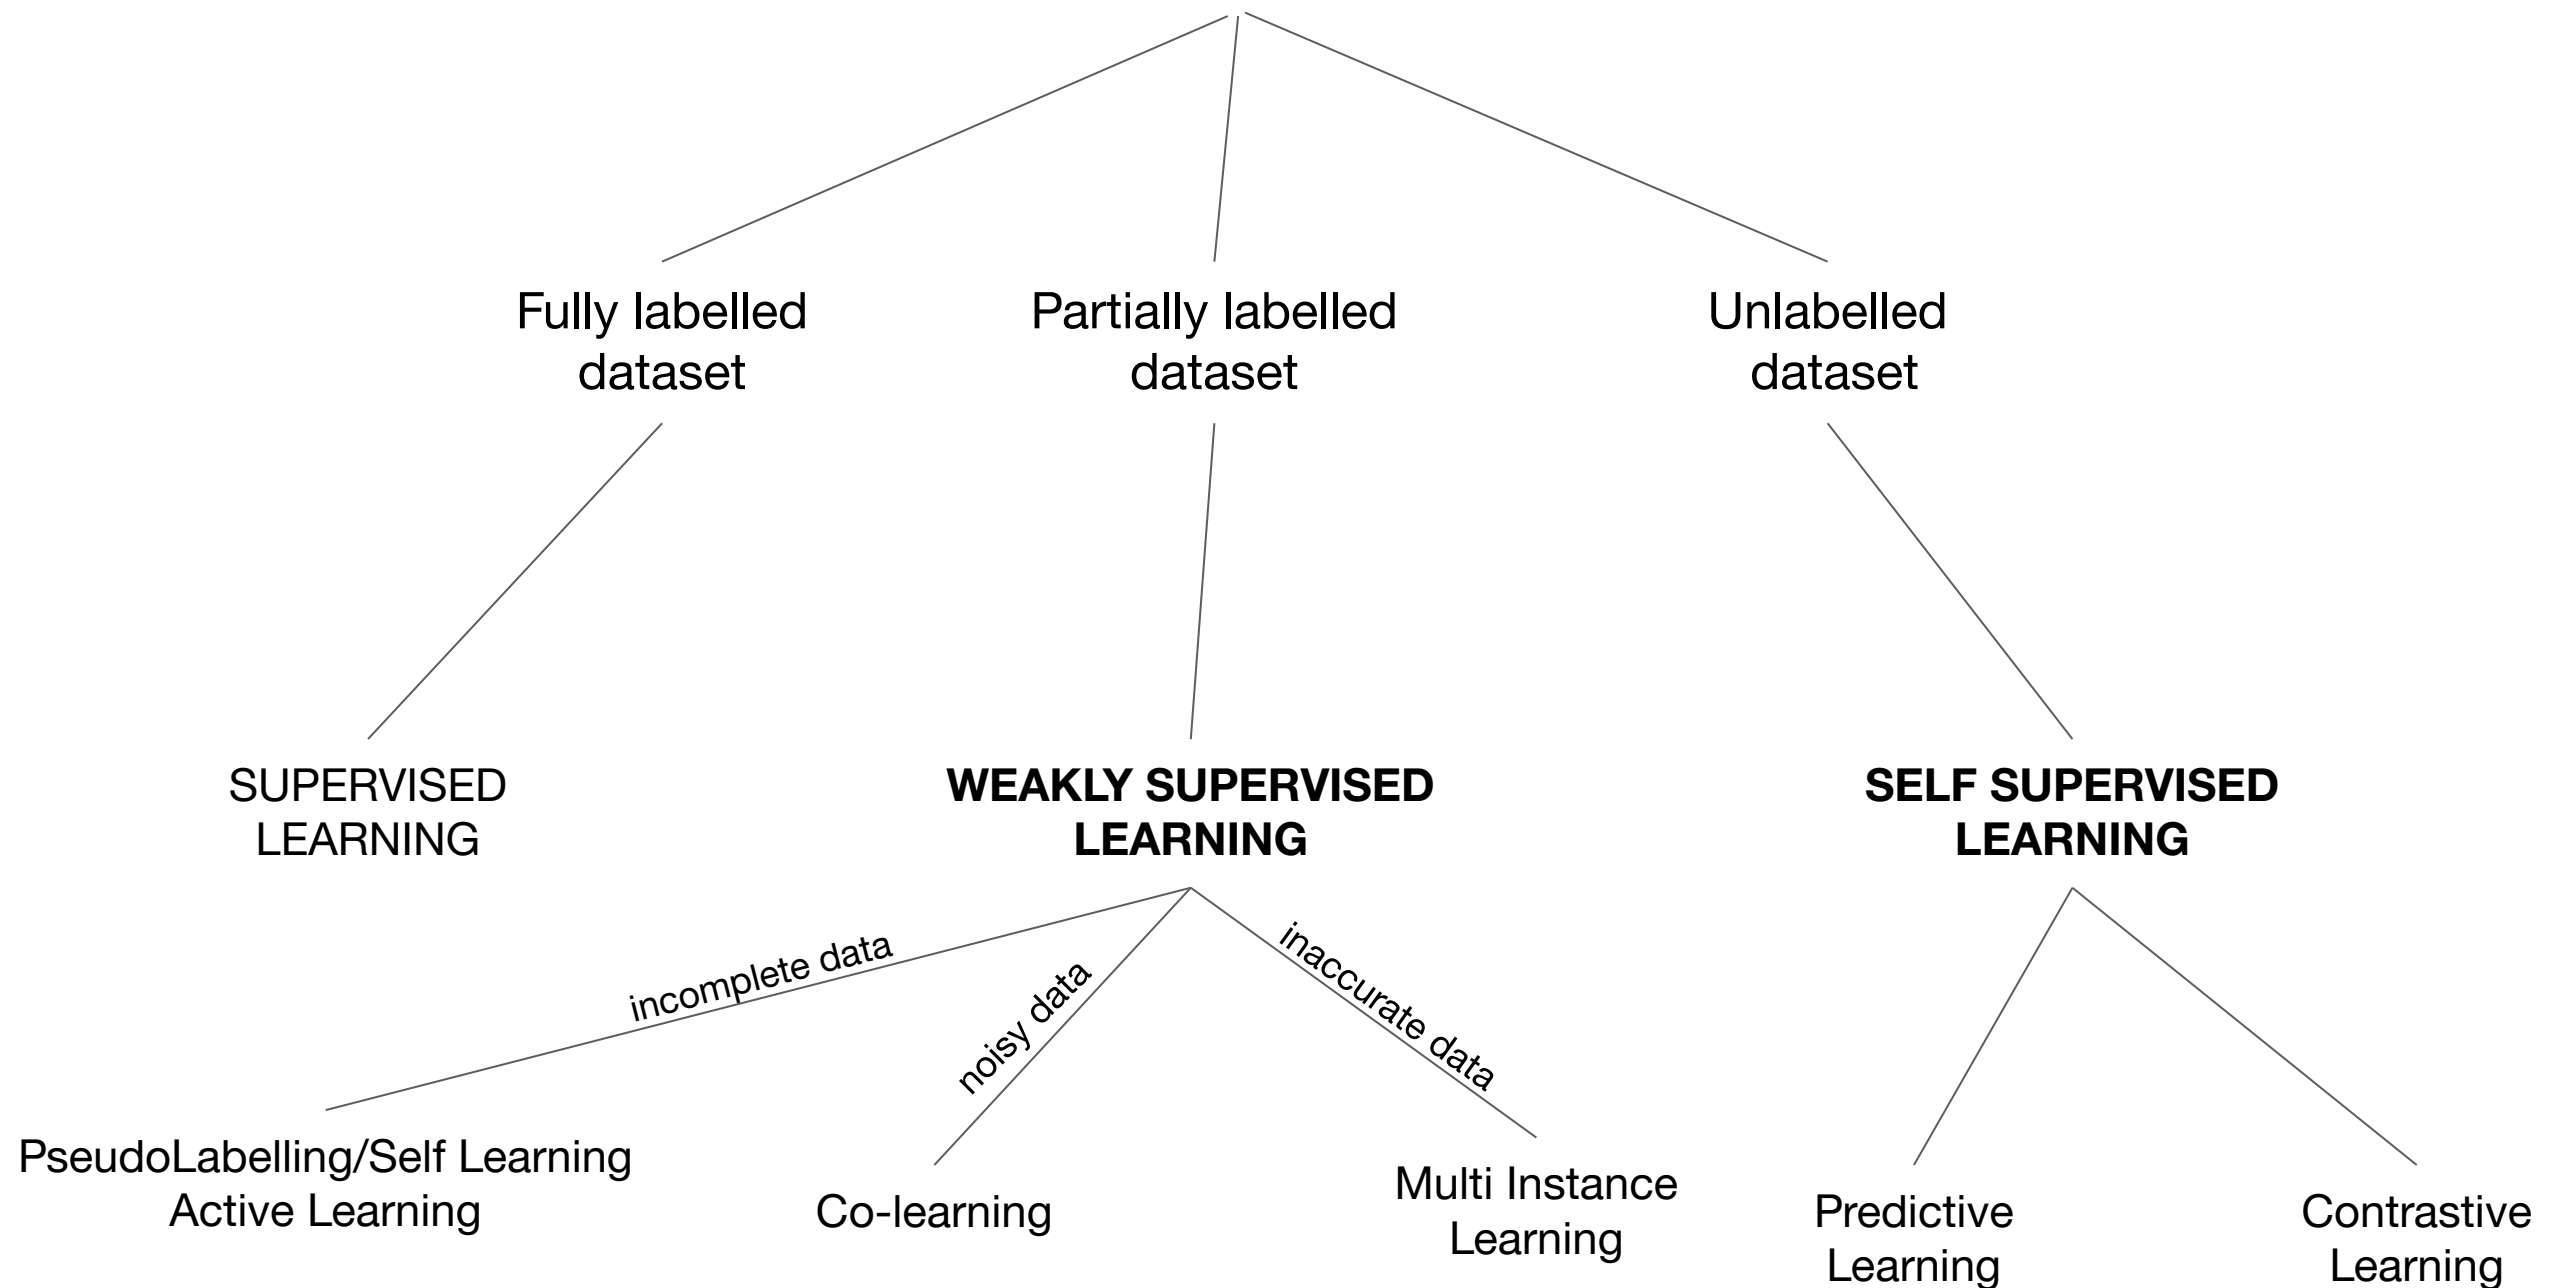 Fully labelled
dataset
Partially labelled
dataset
Unlabelled
dataset
SUPERVISED
LEARNING
WEAKLY SUPERVISED
LEARNING
SELF SUPERVISED
LEARNING
incomplete data
noisy data
inaccurate data
PseudoLabelling/Self Learning
Active Learning
Co-learning
Multi Instance
Learning
Predictive
Learning
Contrastive
Learning